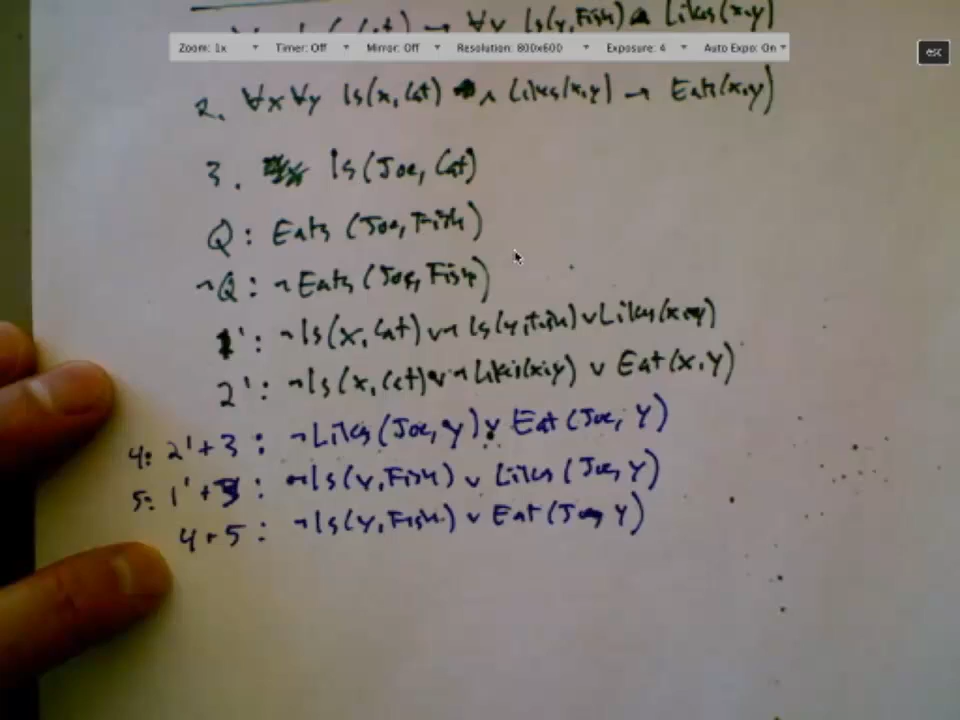 ∀y Is(y, Fish) ∧ Likes(x,y)
Zoom: 1x Timer: Off Mirror: Off Resolution: 800x600 Exposure: 4 Auto Expo: On
esc
2. ∀x ∀y Is(x, Cat) ∧ Likes(x,y) → Eats(x,y)
3. Is(Joe, Cat)
Q: Eats (Joe, Fish)
¬Q: ¬Eats (Joe, Fish)
1': ¬Is(x, Cat) ∨ ¬Is(y, Fish) ∨ Likes(x,y)
2': ¬Is(x, Cat) ∨ ¬Likes(x,y) ∨ Eat(x,y)
4: 2'+3: ¬Likes(Joe, y) ∨ Eat(Joe, y)
5: 1'+3: ¬Is(y, Fish) ∨ Likes(Joe, y)
4+5: ¬Is(y, Fish) ∨ Eat(Joe, y)